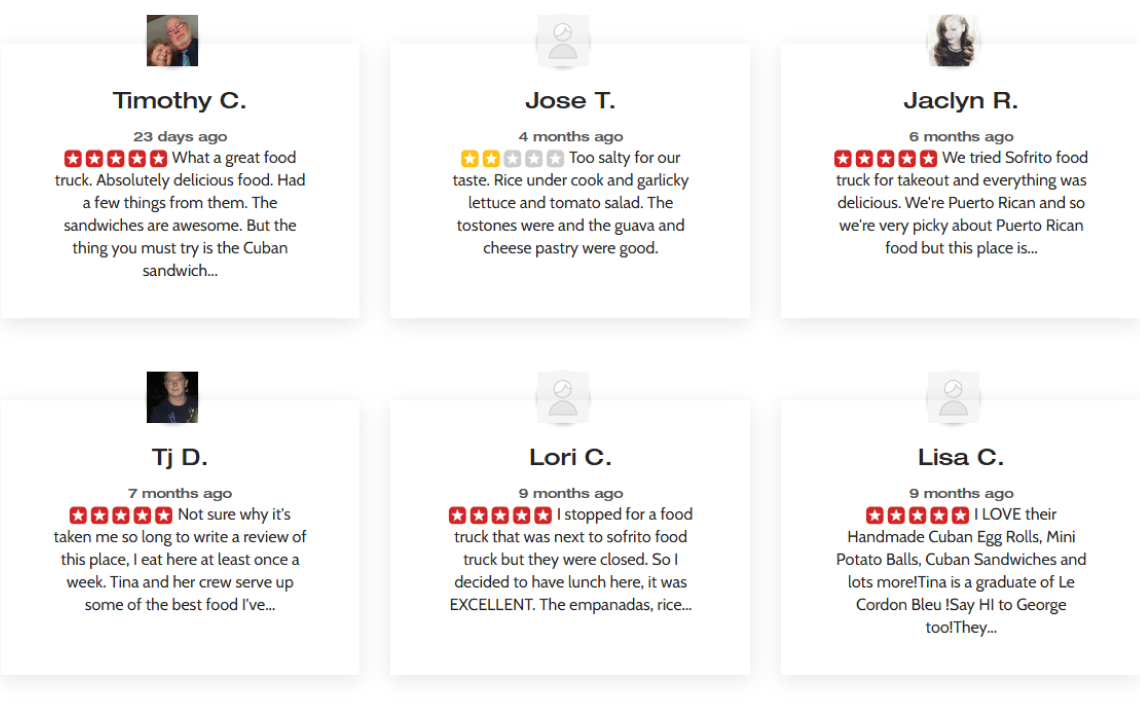 Timothy C.
23 days ago
What a great food
truck. Absolutely delicious food. Had
a few things from them. The
sandwiches are awesome. But the
thing you must try is the Cuban
sandwich...
Jose T.
4 months ago
Too salty for our
taste. Rice under cook and garlicky
lettuce and tomato salad. The
tostones were and the guava and
cheese pastry were good.
Jaclyn R.
6 months ago
We tried Sofrito food
truck for takeout and everything was
delicious. We're Puerto Rican and so
we're very picky about Puerto Rican
food but this place is...
Tj D.
7 months ago
Not sure why it's
taken me so long to write a review of
this place, I eat here at least once a
week. Tina and her crew serve up
some of the best food I've...
Lori C.
9 months ago
I stopped for a food
truck that was next to sofrito food
truck but they were closed. So I
decided to have lunch here, it was
EXCELLENT. The empanadas, rice...
Lisa C.
9 months ago
I LOVE their
Handmade Cuban Egg Rolls, Mini
Potato Balls, Cuban Sandwiches and
lots more!Tina is a graduate of Le
Cordon Bleu !Say HI to George
too!They...